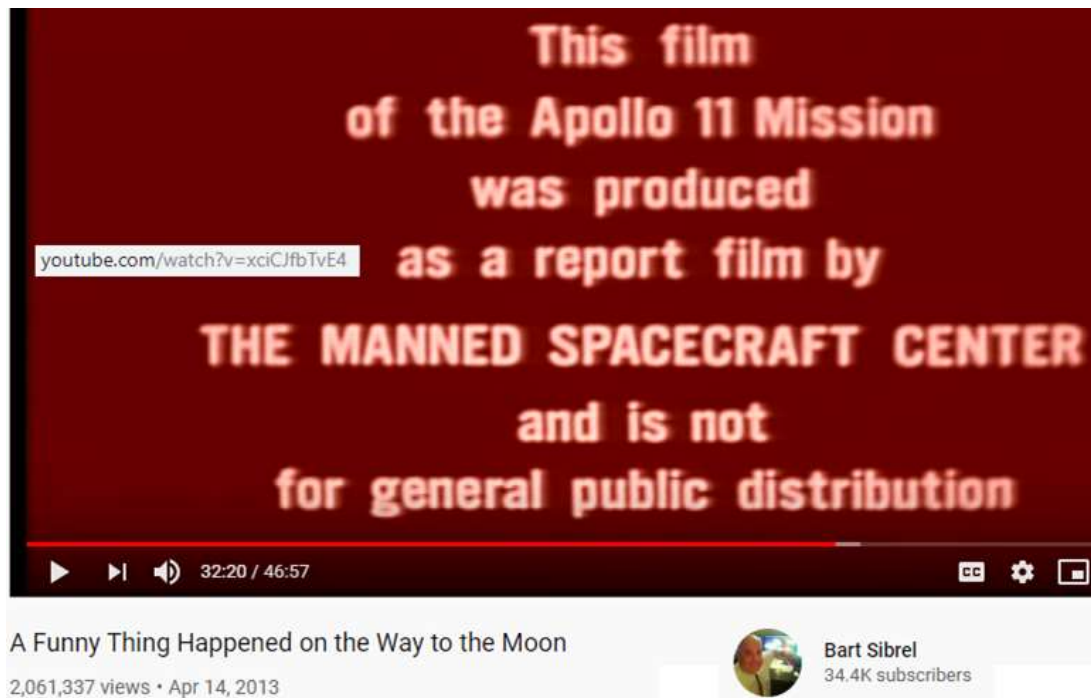 This film
of the Apollo 11 Mission
was produced
as a report film by
youtube.com/watch?v=xciCJfbTvE4
THE MANNED SPACECRAFT CENTER
and is not
for general public distribution
32:20 / 46:57
CC
A Funny Thing Happened on the Way to the Moon
2,061,337 views • Apr 14, 2013
Bart Sibrel
34.4K subscribers